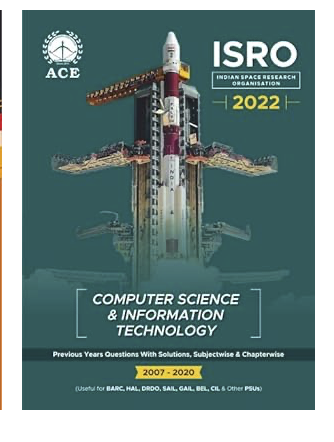 ACE
ISRO
INDIAN SPACE RESEARCH
ORGANISATION
2022
INDIA
COMPUTER SCIENCE
& INFORMATION
TECHNOLOGY
Previous Years Questions With Solutions, Subjectwise & Chapterwise
2007 - 2020
(Useful for BARC, HAL, DRDO, SAIL, GAIL, BEL, CIL & Other PSUs)